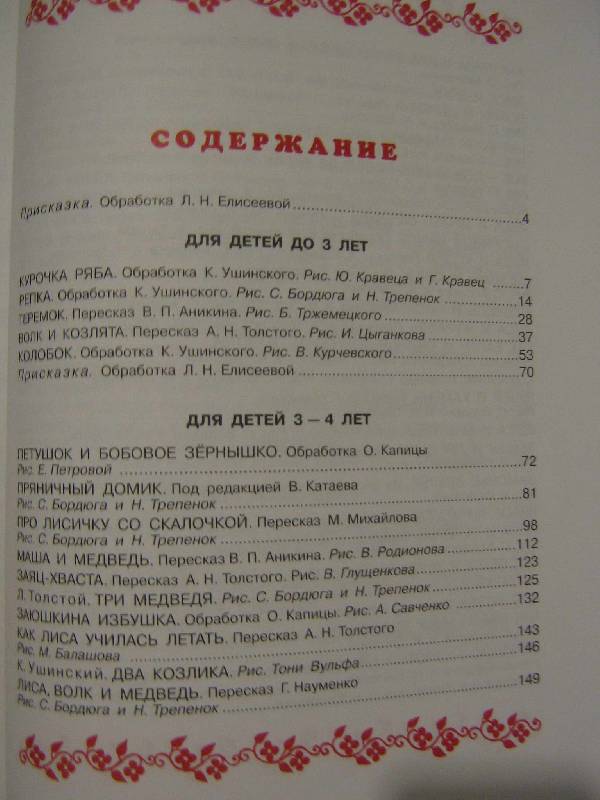 СОДЕРЖАНИЕ
Присказка. Обработка Л. Н. Елисеевой 4
ДЛЯ ДЕТЕЙ ДО 3 ЛЕТ
КУРОЧКА РЯБА. Обработка К. Ушинского. Рис. Ю. Кравеца и Г. Кравец 7
РЕПКА. Обработка К. Ушинского. Рис. С. Бордюга и Н. Трепенок 14
ТЕРЕМОК. Пересказ В. П. Аникина. Рис. Б. Тржемецкого 28
ВОЛК И КОЗЛЯТА. Пересказ А. Н. Толстого. Рис. И. Цыганкова 37
КОЛОБОК. Обработка К. Ушинского. Рис. В. Курчевского 53
Присказка. Обработка Л. Н. Елисеевой 70
ДЛЯ ДЕТЕЙ 3 — 4 ЛЕТ
ПЕТУШОК И БОБОВОЕ ЗЁРНЫШКО. Обработка О. Капицы
Рис. Е. Петровой 72
ПРЯНИЧНЫЙ ДОМИК. Под редакцией В. Катаева
Рис. С. Бордюга и Н. Трепенок 81
ПРО ЛИСИЧКУ СО СКАЛОЧКОЙ. Пересказ М. Михайлова
Рис. С. Бордюга и Н. Трепенок 98
МАША И МЕДВЕДЬ. Пересказ В. П. Аникина. Рис. В. Родионова 112
ЗАЯЦ-ХВАСТА. Пересказ А. Н. Толстого. Рис. В. Глущенкова 123
Л. Толстой. ТРИ МЕДВЕДЯ. Рис. С. Бордюга и Н. Трепенок 125
ЗАЮШКИНА ИЗБУШКА. Обработка О. Капицы. Рис. А. Савченко 132
КАК ЛИСА УЧИЛАСЬ ЛЕТАТЬ. Пересказ А. Н. Толстого
Рис. М. Балашова 143
К. Ушинский. ДВА КОЗЛИКА. Рис. Тони Вульфа 146
ЛИСА, ВОЛК И МЕДВЕДЬ. Пересказ Г. Науменко
Рис. С. Бордюга и Н. Трепенок 149